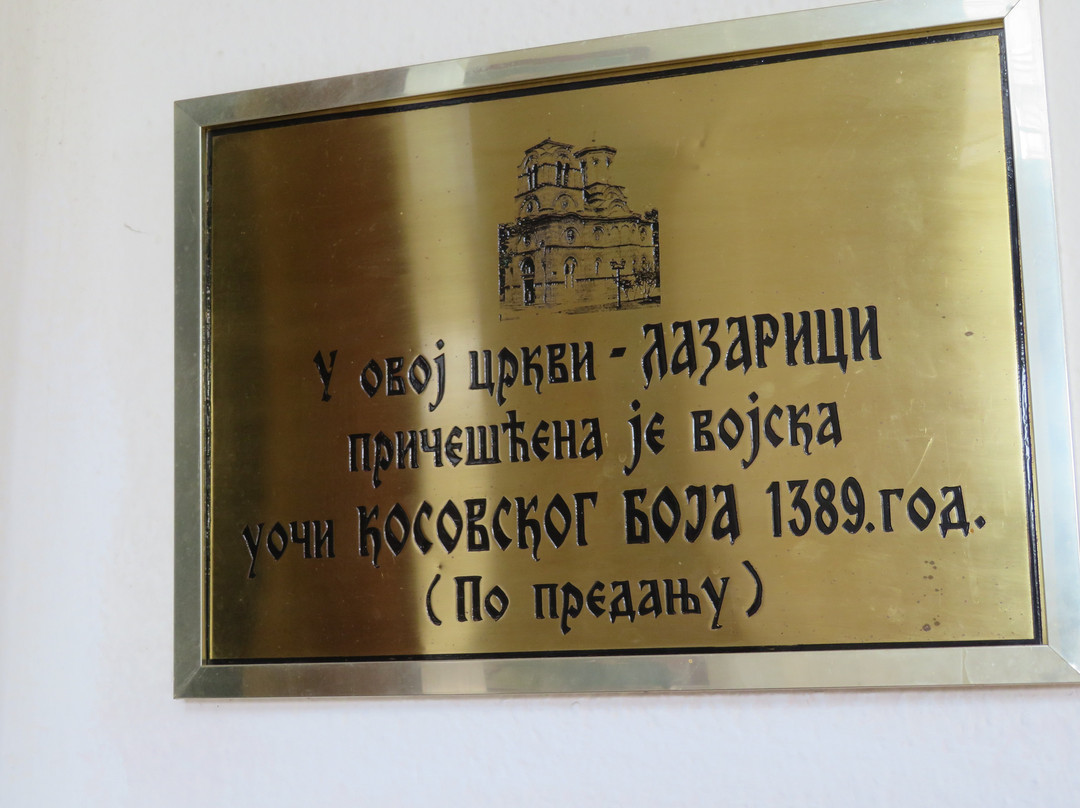 У овој цркви - ЛАЗАРИЦИ
причешћена је војска
уочи КОСОВСКОГ БОЈА 1389. год.
( По предању )